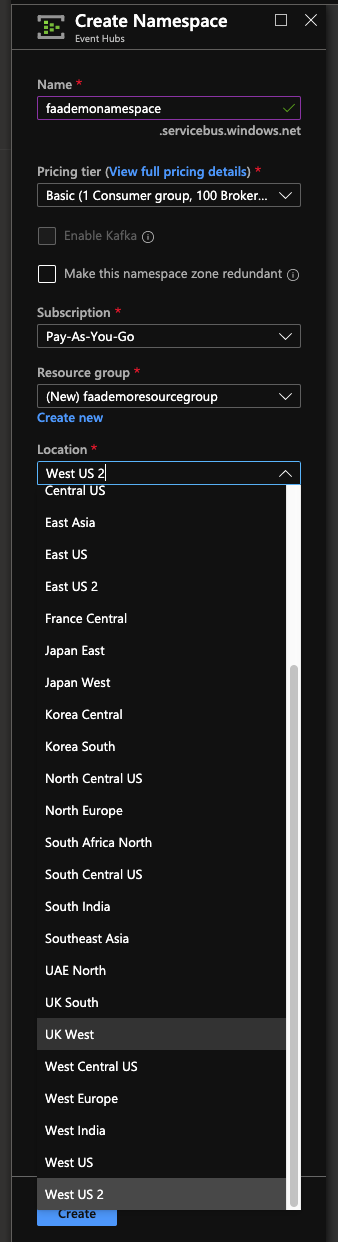 Create Namespace
Event Hubs
Name *
faademonamespace
.servicebus.windows.net
Pricing tier (View full pricing details) *
Basic (1 Consumer group, 100 Broker...
Enable Kafka
Make this namespace zone redundant
Subscription *
Pay-As-You-Go
Resource group *
(New) faademoresourcegroup
Create new
Location *
West US 2
Central US
East Asia
East US
East US 2
France Central
Japan East
Japan West
Korea Central
Korea South
North Central US
North Europe
South Africa North
South Central US
South India
Southeast Asia
UAE North
UK South
UK West
West Central US
West Europe
West India
West US
West US 2
Create